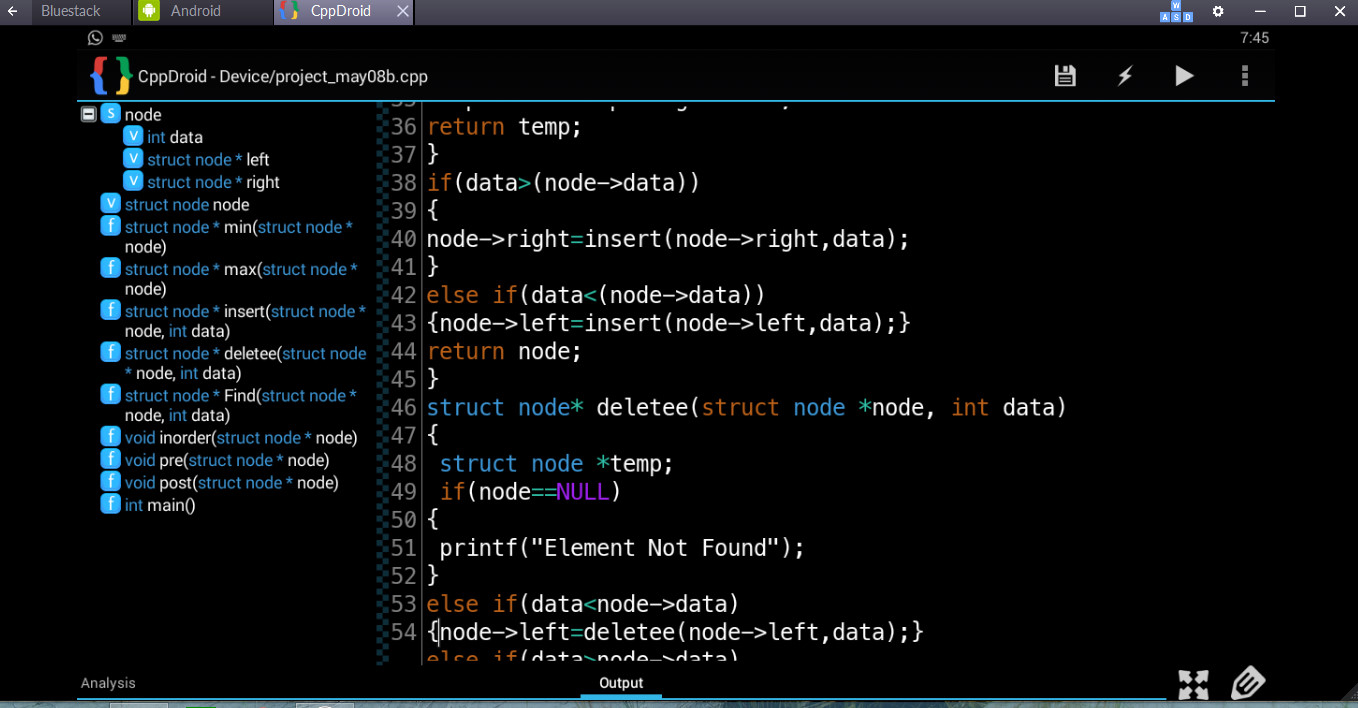 Bluestack
Android
CppDroid
W
A S D
7:45
CppDroid - Device/project_may08b.cpp
S node
V int data
V struct node * left
V struct node * right
V struct node node
f struct node * min(struct node *
node)
f struct node * max(struct node *
node)
f struct node * insert(struct node *
node, int data)
f struct node * deletee(struct node
* node, int data)
f struct node * Find(struct node *
node, int data)
f void inorder(struct node * node)
f void pre(struct node * node)
f void post(struct node * node)
f int main()
36 return temp;
37 }
38 if(data>(node->data))
39 {
40 node->right=insert(node->right,data);
41 }
42 else if(data<(node->data))
43 {node->left=insert(node->left,data);}
44 return node;
45 }
46 struct node* deletee(struct node *node, int data)
47 {
48 struct node *temp;
49 if(node==NULL)
50 {
51 printf("Element Not Found");
52 }
53 else if(data<node->data)
54 {node->left=deletee(node->left,data);}
else if(data>node->data)
Analysis
Output